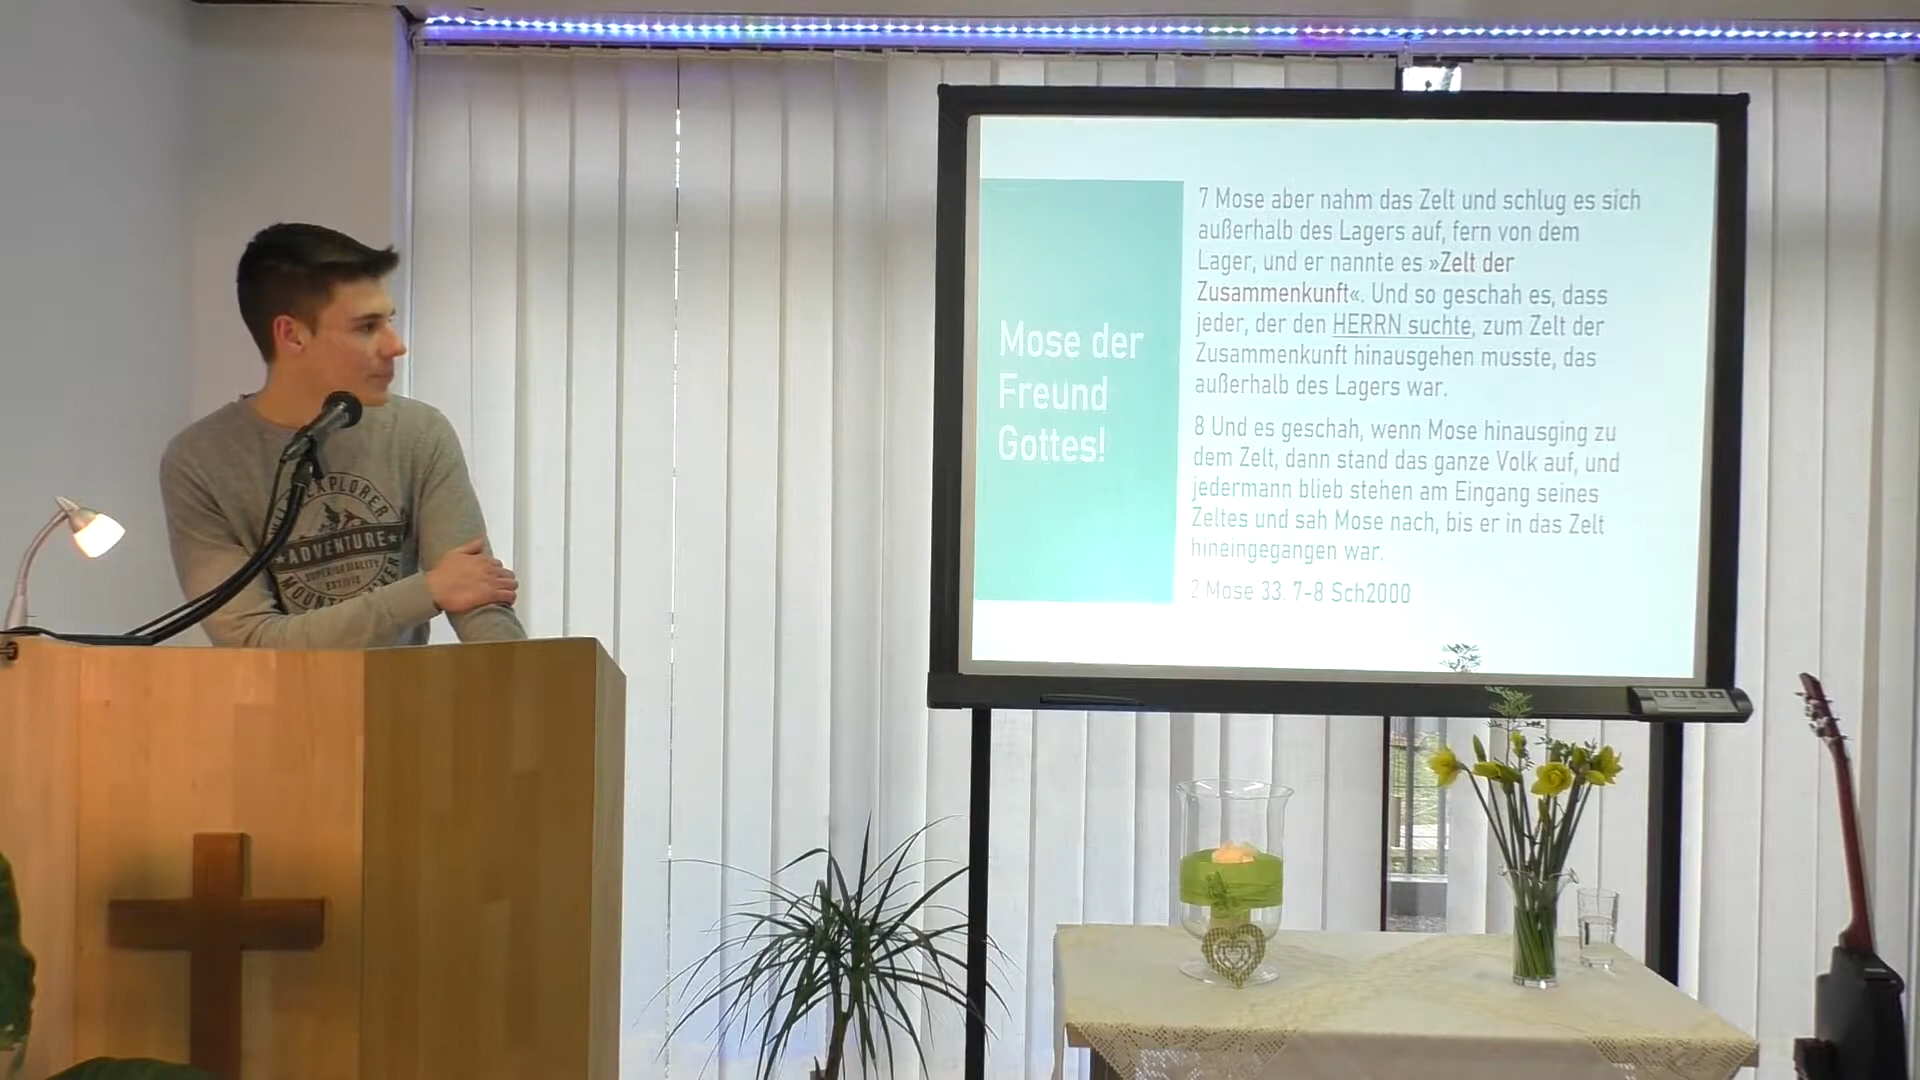 7 Mose aber nahm das Zelt und schlug es sich
außerhalb des Lagers auf, fern von dem
Lager, und er nannte es »Zelt der
Zusammenkunft«. Und so geschah es, dass
jeder, der den HERRN suchte, zum Zelt der
Zusammenkunft hinausgehen musste, das
außerhalb des Lagers war.
8 Und es geschah, wenn Mose hinausging zu
dem Zelt, dann stand das ganze Volk auf, und
jedermann blieb stehen am Eingang seines
Zeltes und sah Mose nach, bis er in das Zelt
hineingegangen war.
2 Mose 33. 7-8 Sch2000
Mose der
Freund
Gottes!
EXPLORER
ADVENTURE